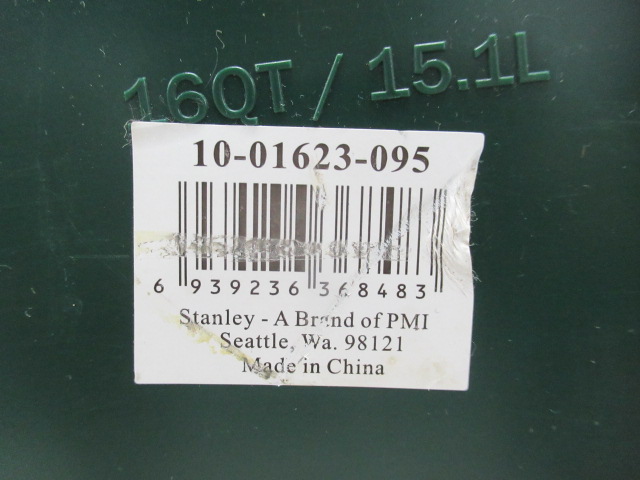 16QT / 15.1L
10-01623-095
6 939236 368483
Stanley - A Brand of PMI
Seattle, Wa. 98121
Made in China